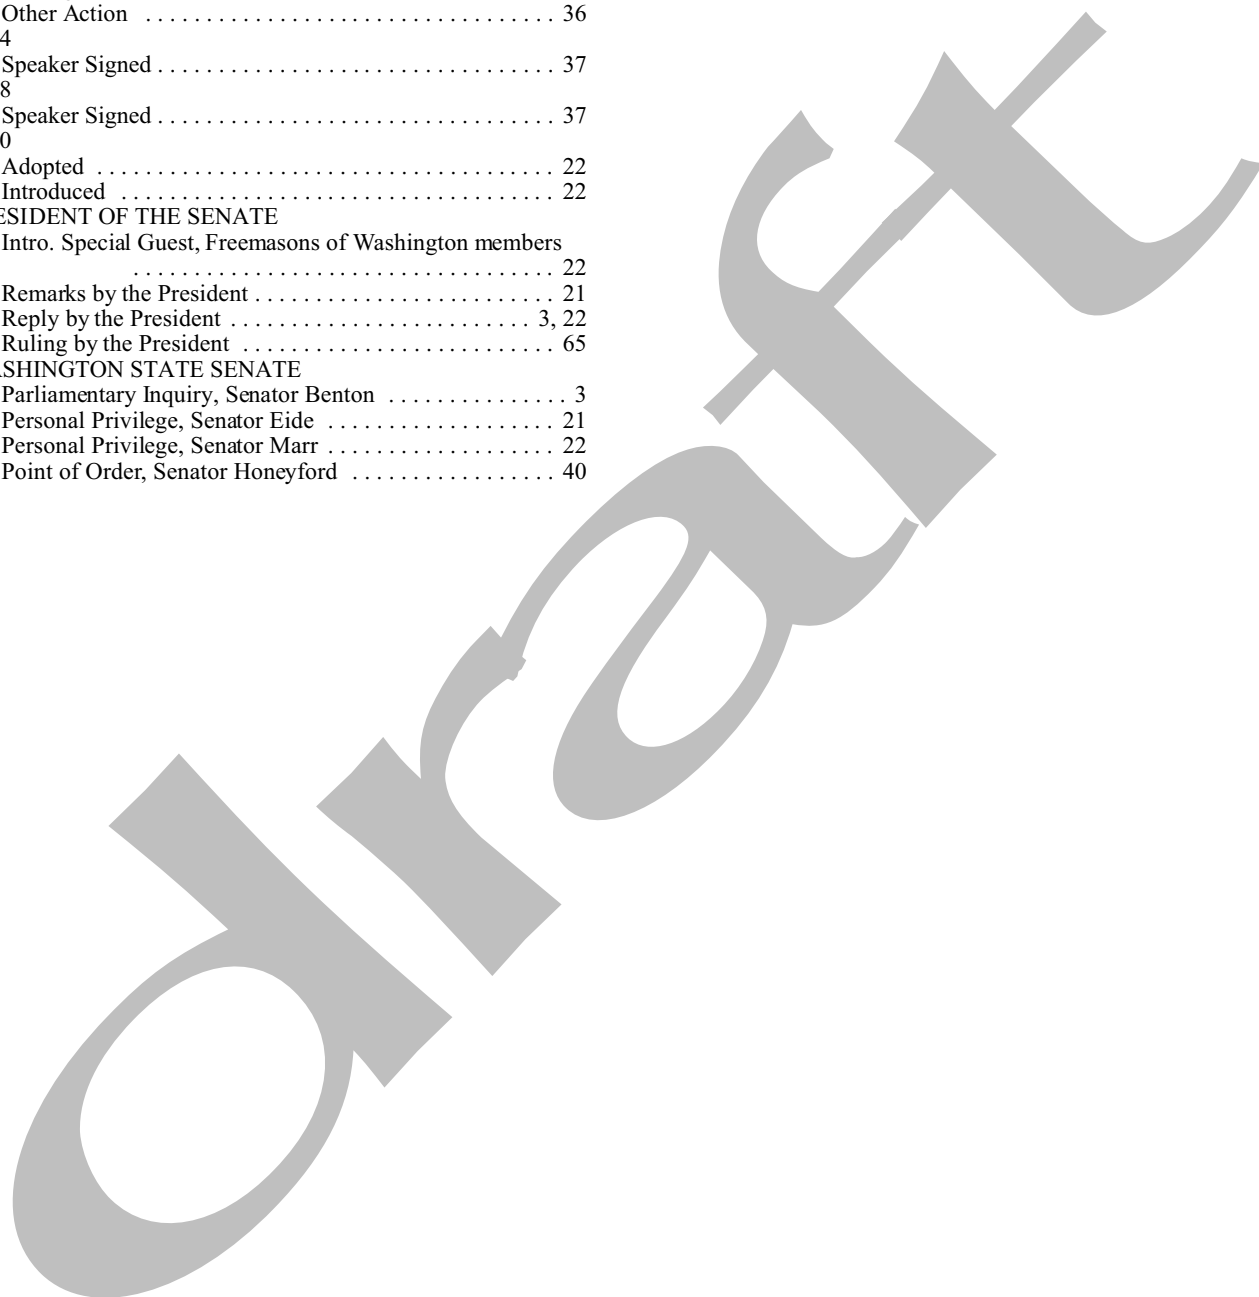 Other Action . . . . . . . . . . . . . . . . . . . . . . . . . . . . . . . . . . 36
4
Speaker Signed . . . . . . . . . . . . . . . . . . . . . . . . . . . . . . . . . 37
8
Speaker Signed . . . . . . . . . . . . . . . . . . . . . . . . . . . . . . . . . 37
0
Adopted . . . . . . . . . . . . . . . . . . . . . . . . . . . . . . . . . . . . . . 22
Introduced . . . . . . . . . . . . . . . . . . . . . . . . . . . . . . . . . . . . 22
ESIDENT OF THE SENATE
Intro. Special Guest, Freemasons of Washington members
. . . . . . . . . . . . . . . . . . . . . . . . . . . . . . . . . . . 22
Remarks by the President . . . . . . . . . . . . . . . . . . . . . . . . . 21
Reply by the President . . . . . . . . . . . . . . . . . . . . . . . . . 3, 22
Ruling by the President . . . . . . . . . . . . . . . . . . . . . . . . . . 65
SHINGTON STATE SENATE
Parliamentary Inquiry, Senator Benton . . . . . . . . . . . . . . . 3
Personal Privilege, Senator Eide . . . . . . . . . . . . . . . . . . . 21
Personal Privilege, Senator Marr . . . . . . . . . . . . . . . . . . . 22
Point of Order, Senator Honeyford . . . . . . . . . . . . . . . . . 40
draft